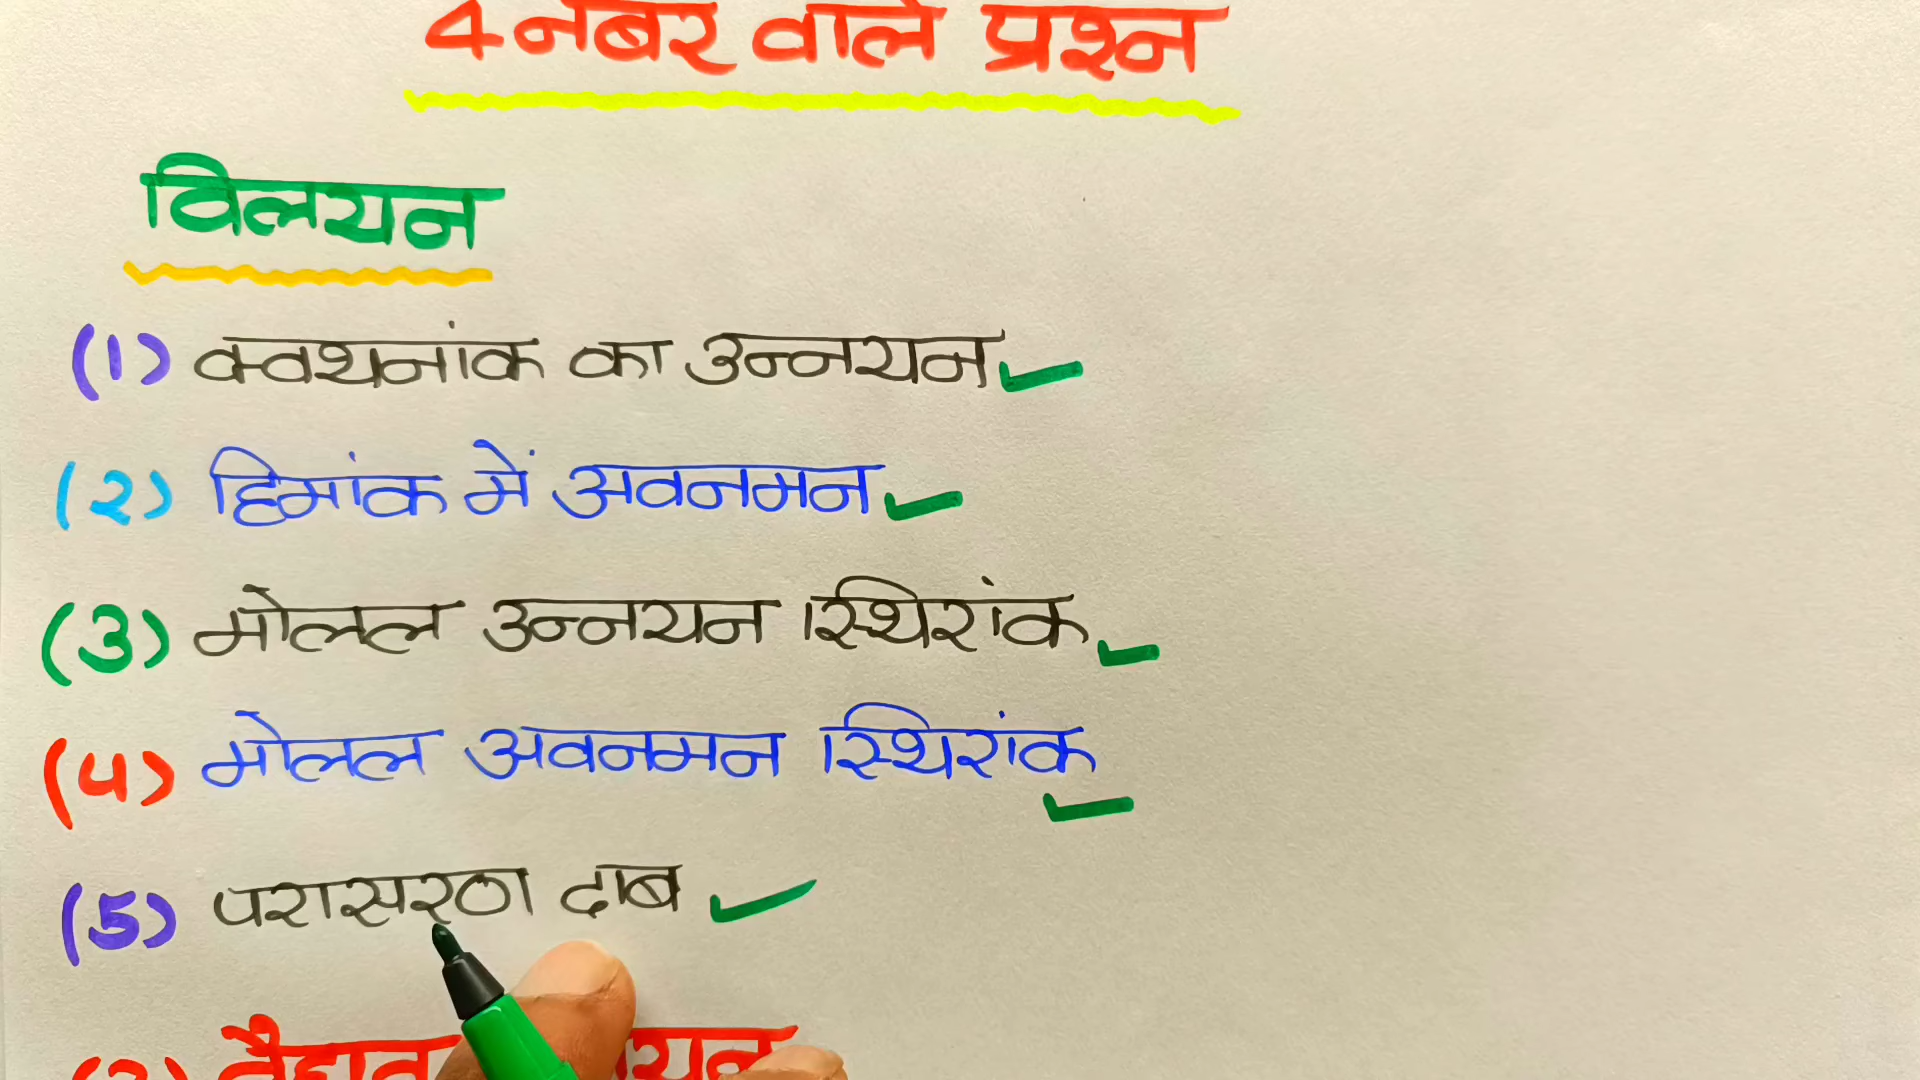 4 नंबर वाले प्रश्न
विलयन
(1) क्वथनांक का उन्नयन
(2) हिमांक में अवनमन
(3) मोलल उन्नयन स्थिरांक
(4) मोलल अवनमन स्थिरांक
(5) परासरण दाब